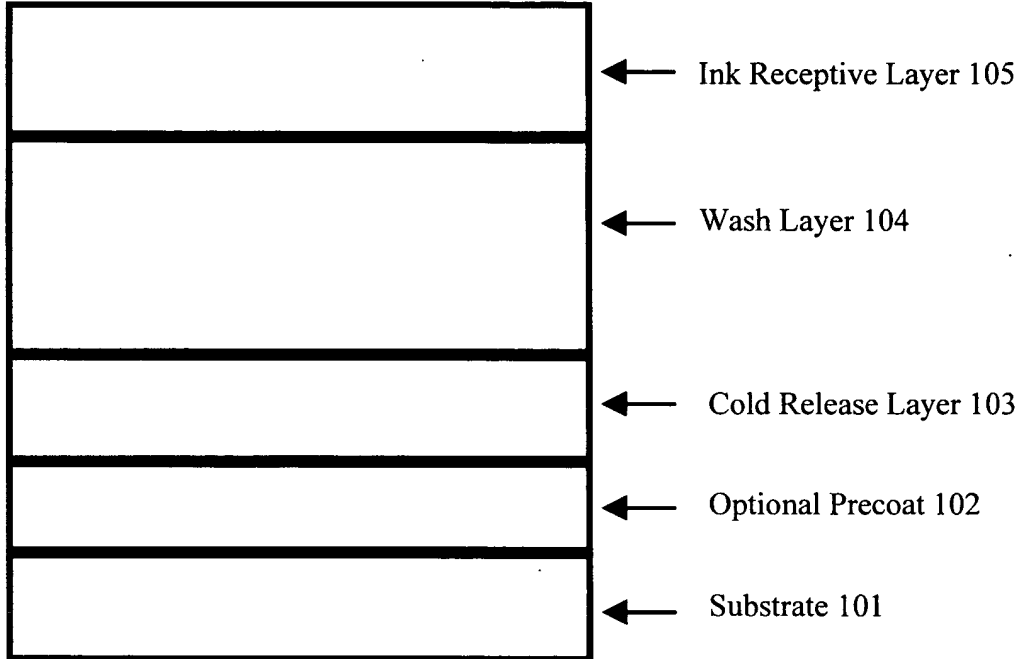 Ink Receptive Layer 105
Wash Layer 104
Cold Release Layer 103
Optional Precoat 102
Substrate 101